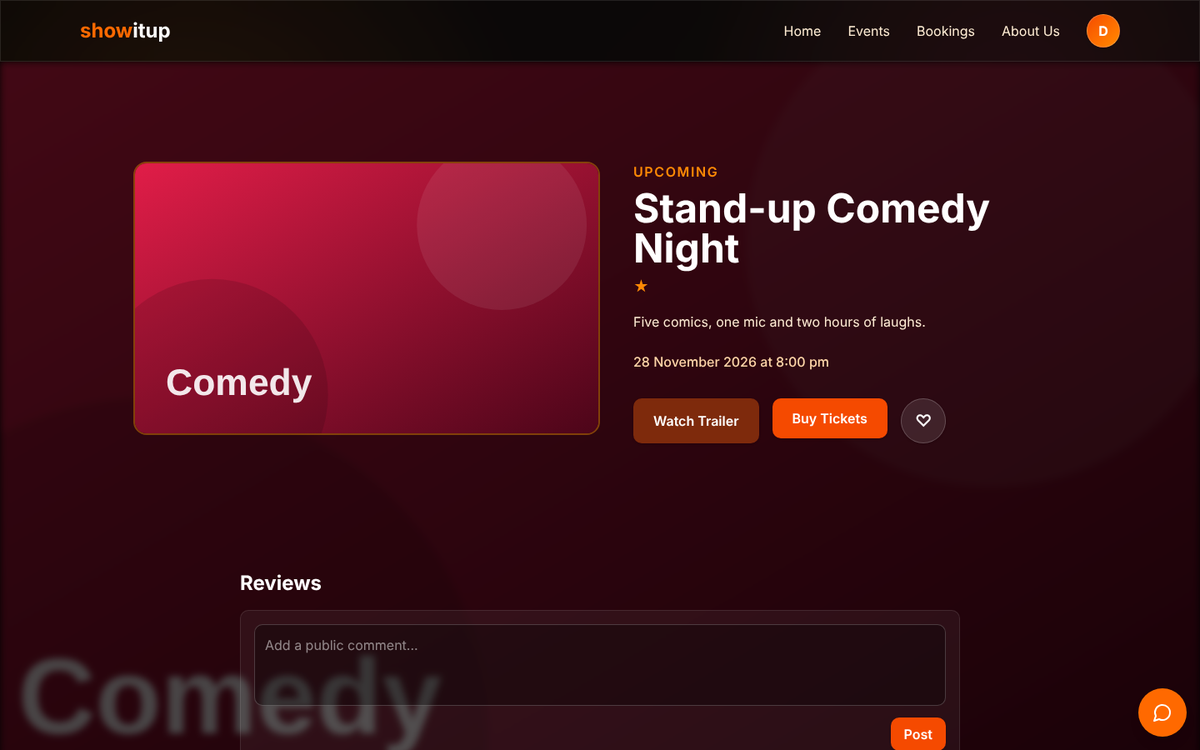 showitup
Home
Events
Bookings
About Us
D
Comedy
UPCOMING
Stand-up Comedy
Night
★
Five comics, one mic and two hours of laughs.
28 November 2026 at 8:00 pm
Watch Trailer
Buy Tickets
Reviews
Add a public comment...
Comedy
Post